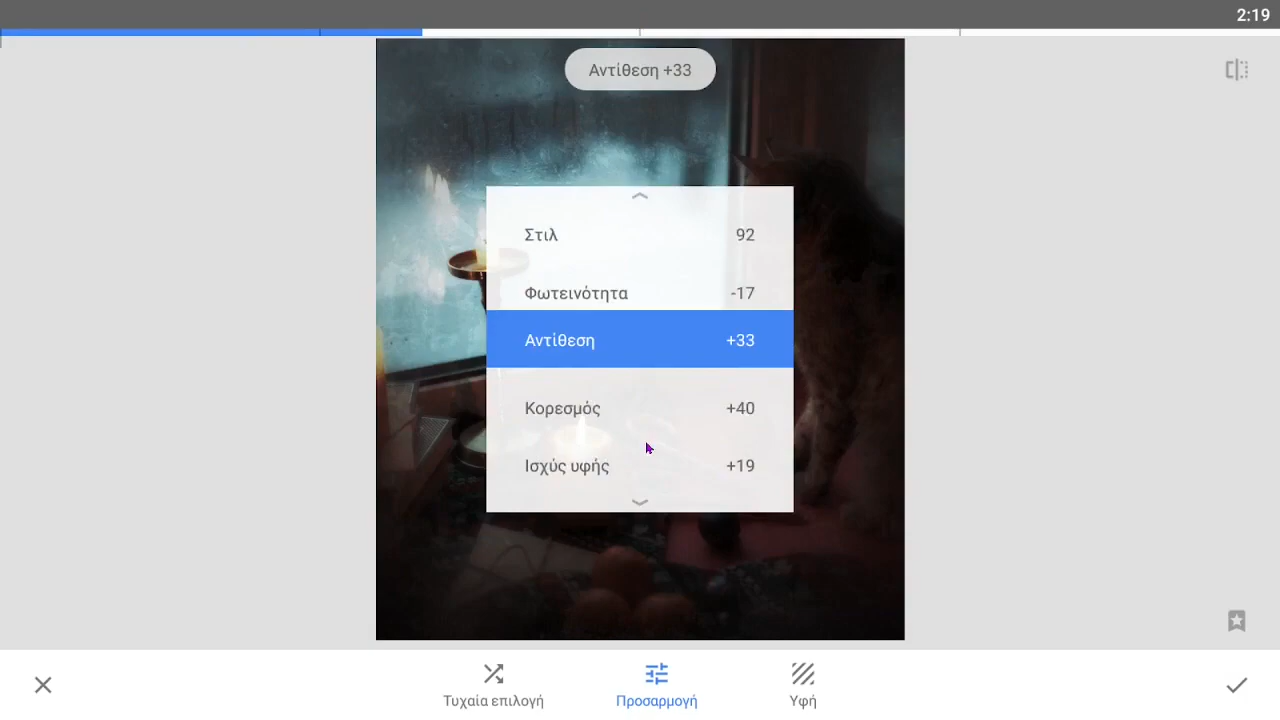 2:19
Αντίθεση +33
Στιλ 92
Φωτεινότητα -17
Αντίθεση +33
Κορεσμός +40
Ισχύς υφής +19
Τυχαία επιλογή Προσαρμογή Υφή